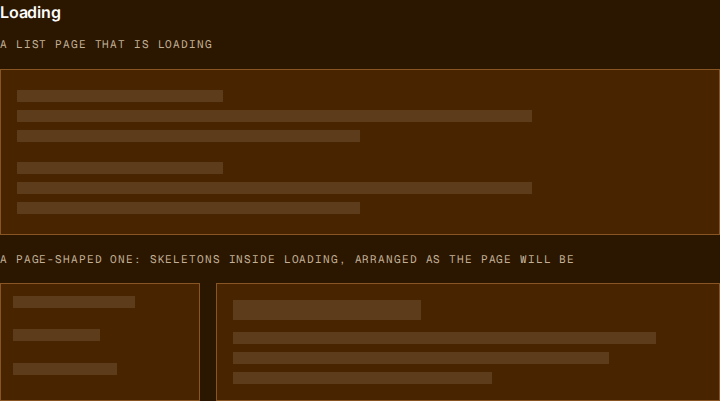 Loading
A LIST PAGE THAT IS LOADING
A PAGE-SHAPED ONE: SKELETONS INSIDE LOADING, ARRANGED AS THE PAGE WILL BE